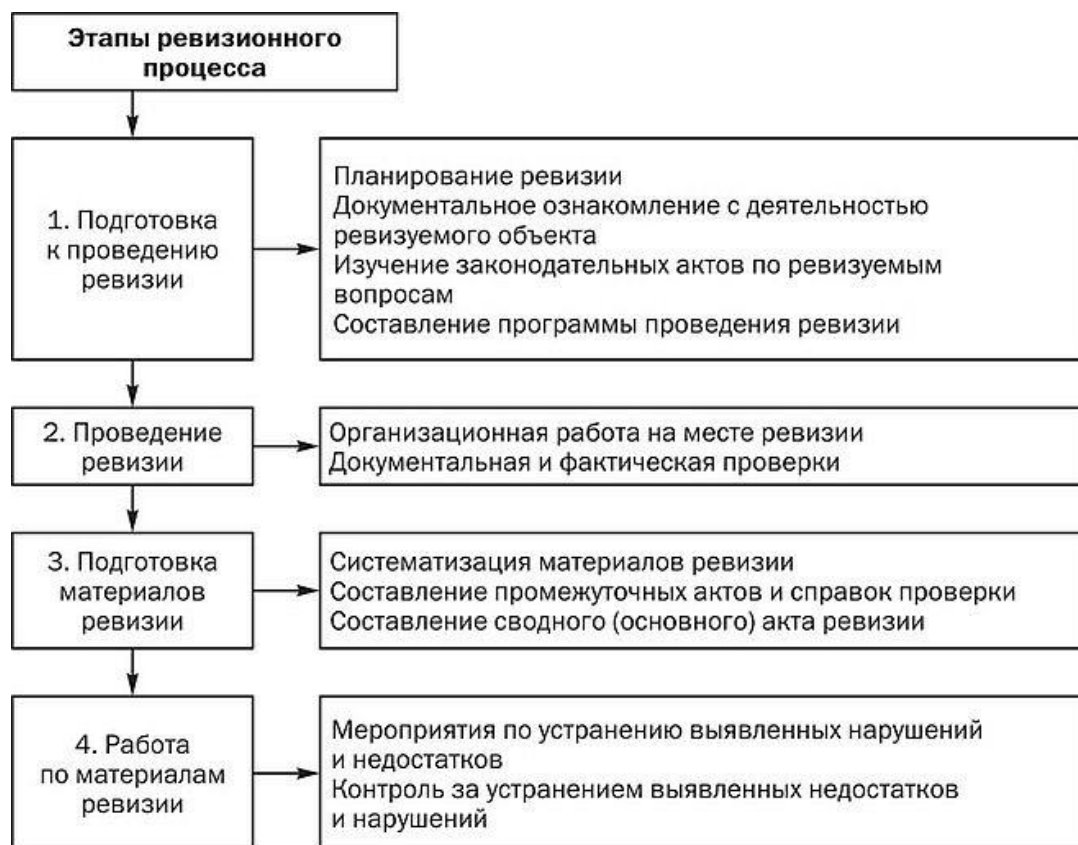 Этапы ревизионного
процесса
1. Подготовка
к проведению
ревизии
Планирование ревизии
Документальное ознакомление с деятельностью
ревизуемого объекта
Изучение законодательных актов по ревизуемым
вопросам
Составление программы проведения ревизии
2. Проведение
ревизии
Организационная работа на месте ревизии
Документальная и фактическая проверки
3. Подготовка
материалов
ревизии
Систематизация материалов ревизии
Составление промежуточных актов и справок проверки
Составление сводного (основного) акта ревизии
4. Работа
по материалам
ревизии
Мероприятия по устранению выявленных нарушений
и недостатков
Контроль за устранением выявленных недостатков
и нарушений